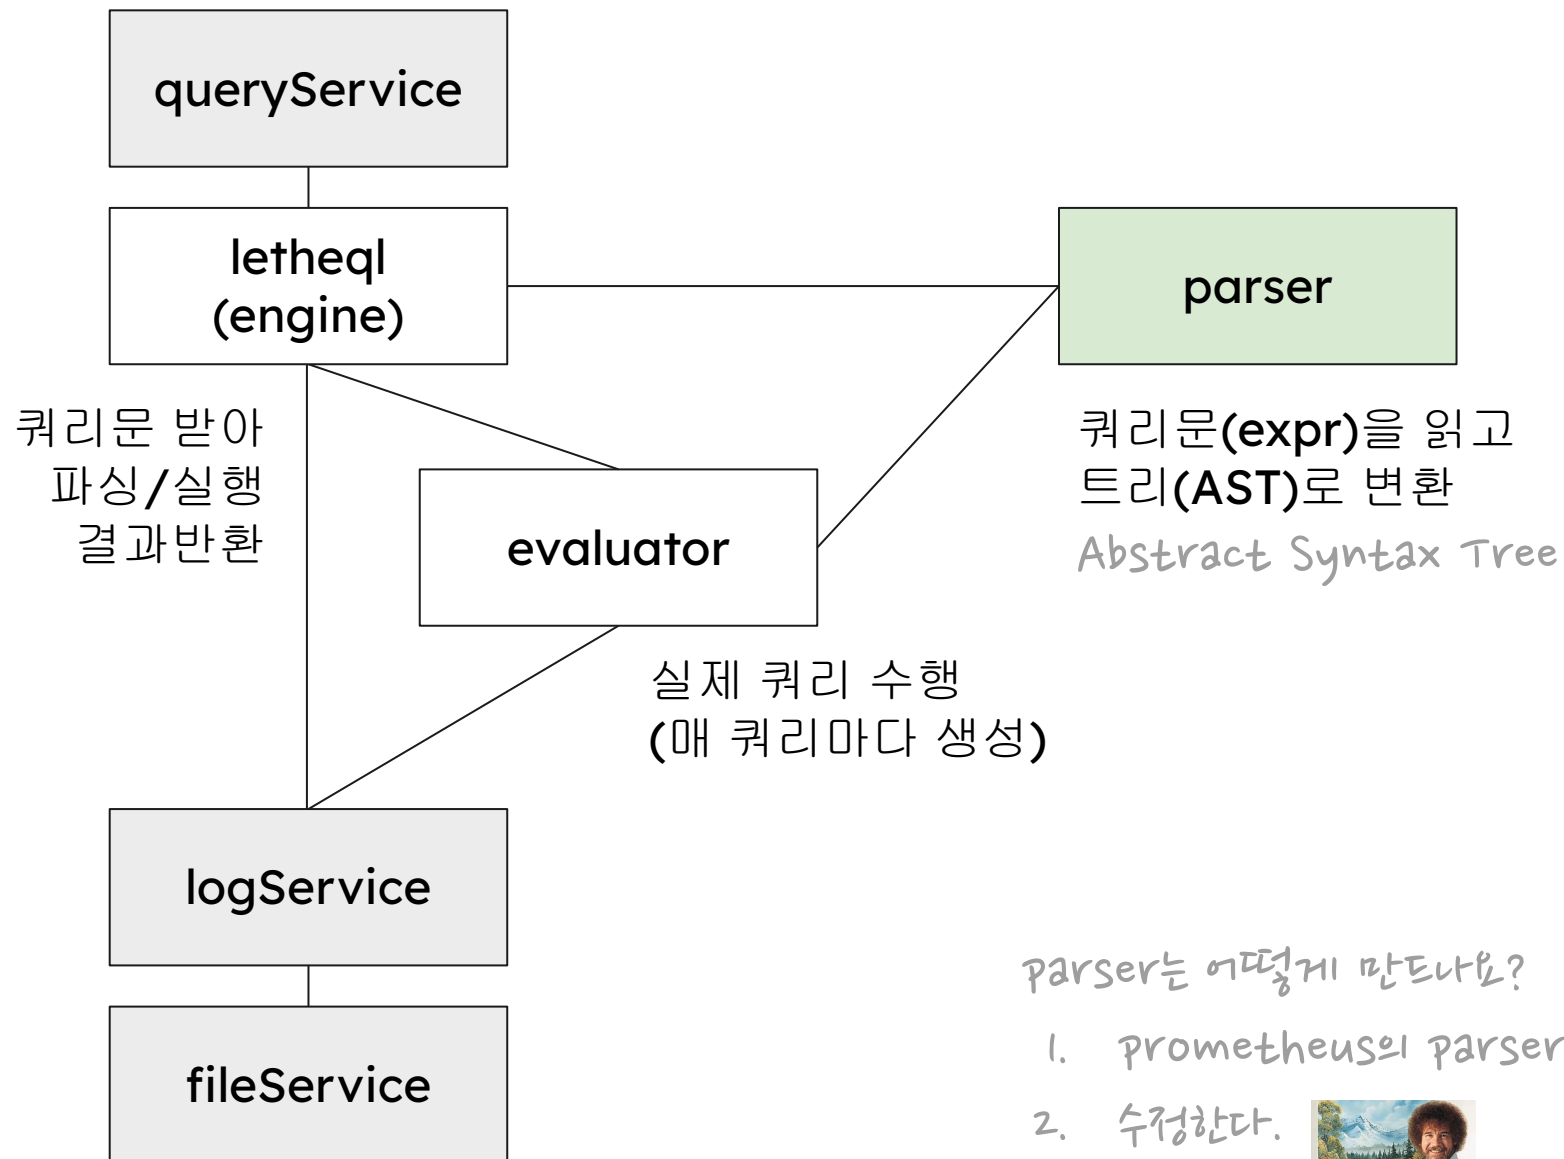 queryService
letheql
(engine)
parser
쿼리문 받아
파싱/실행
결과반환
쿼리문(expr)을 읽고
트리(AST)로 변환
Abstract Syntax Tree
evaluator
실제 쿼리 수행
(매 쿼리마다 생성)
logService
fileService
parser는 어떻게 만드나요?
1. prometheus의 parser
2. 수정한다.